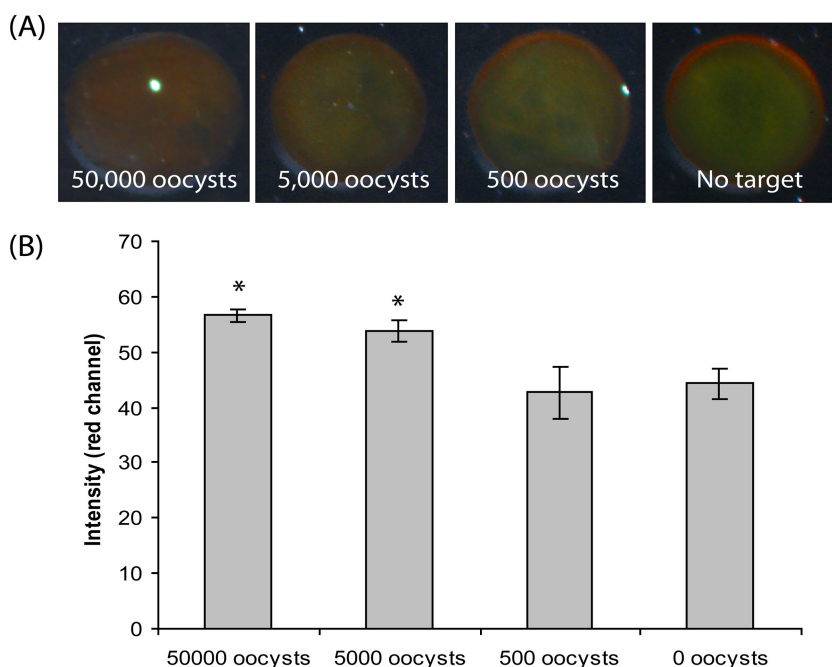 (A)
50,000 oocysts 5,000 oocysts 500 oocysts No target
(B)
70
60
50
40
30
20
10
0
Intensity (red channel)
*
*
50000 oocysts 5000 oocysts 500 oocysts 0 oocysts